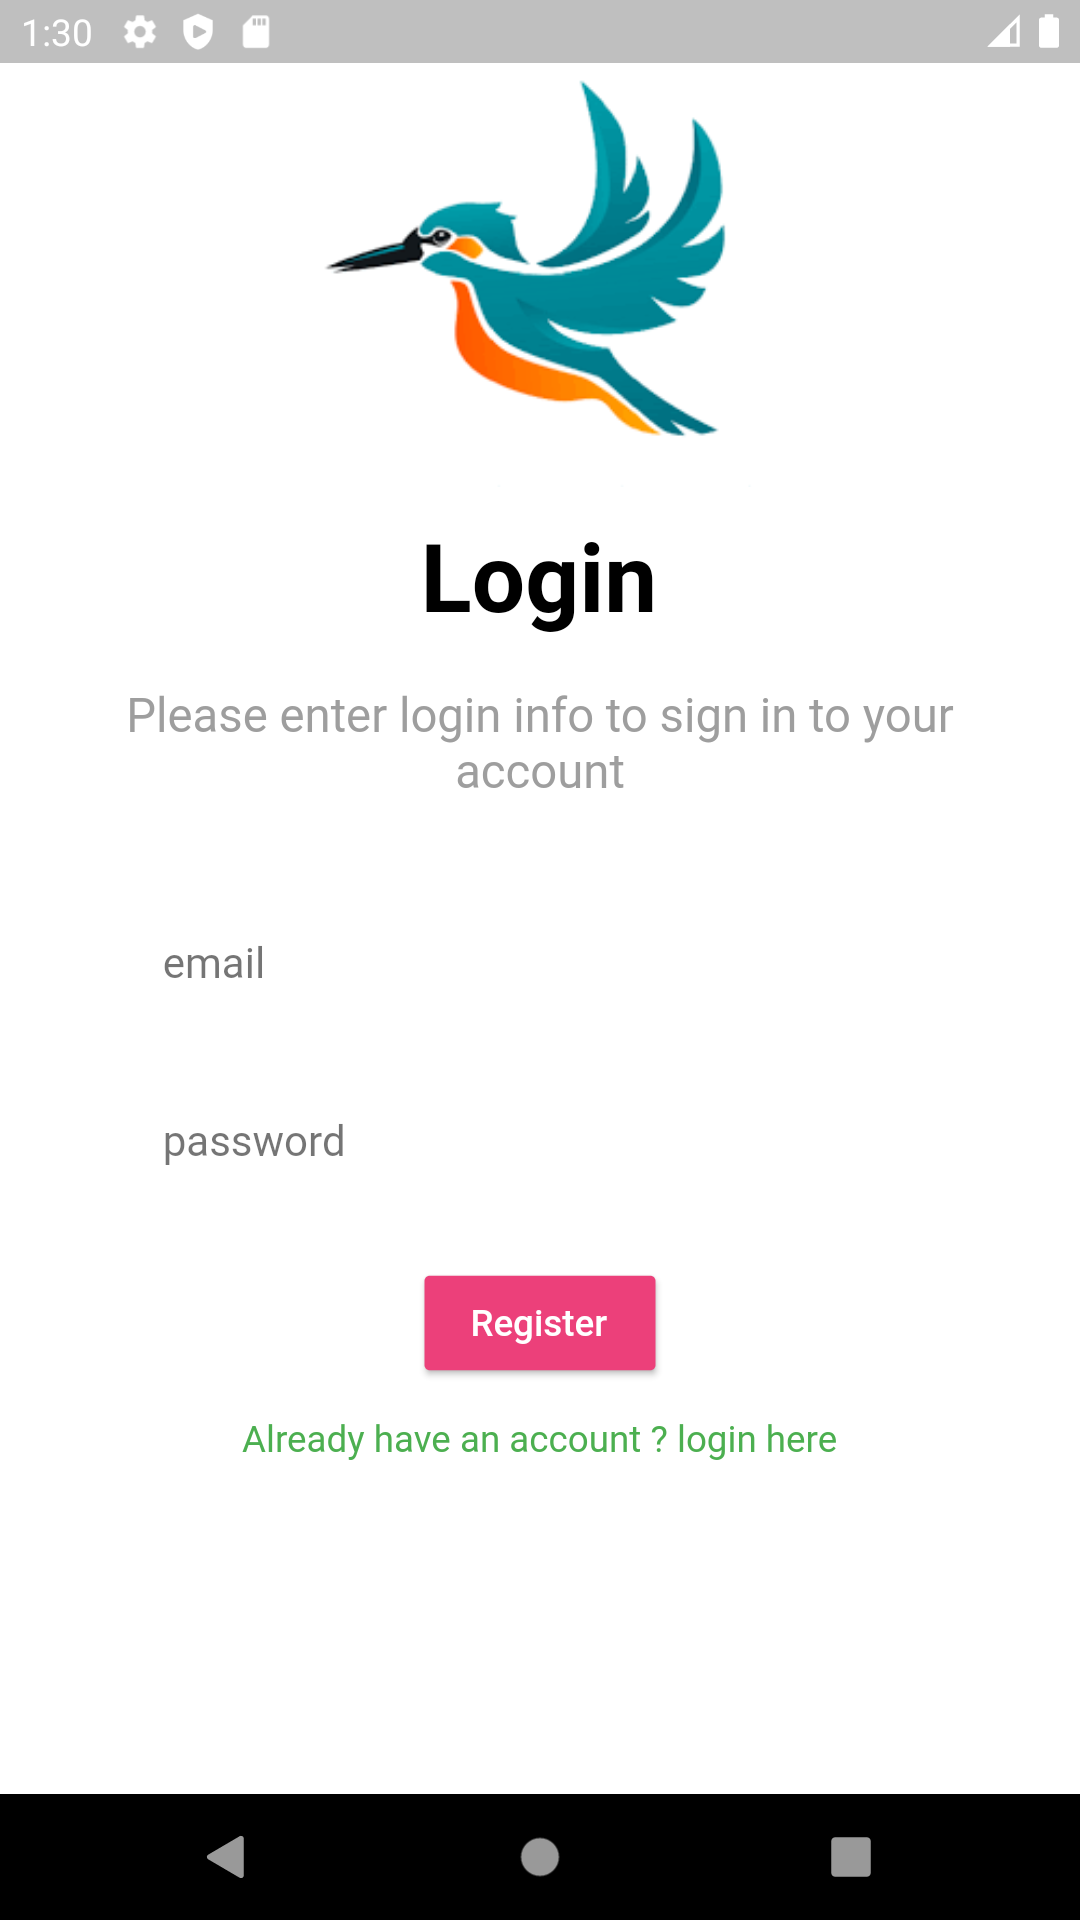 1:30
Login
Please enter login info to sign in to your
account
email
password
Register
Already have an account ? login here